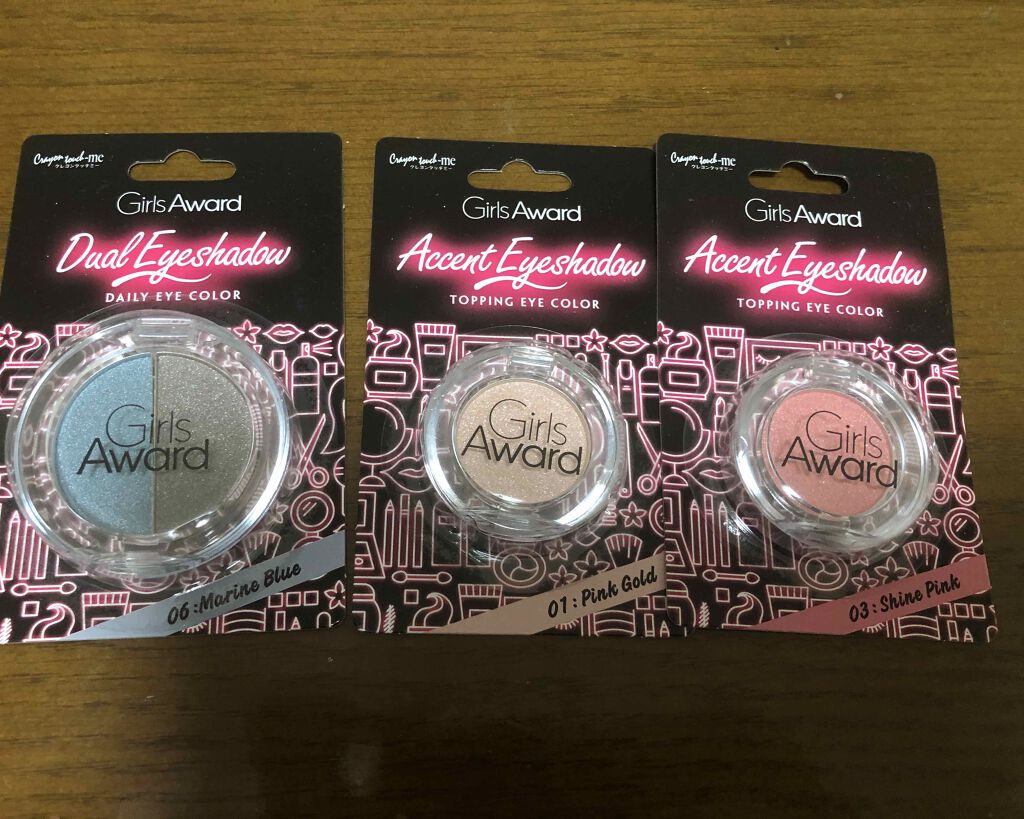 Crayon touch-me
クレヨンタッチミー
Girls Award
Dual Eyeshadow
DAILY EYE COLOR
Girls
Award
06 : Marine Blue
Crayon touch-me
クレヨンタッチミー
Girls Award
Accent Eyeshadow
TOPPING EYE COLOR
Girls
Award
01 : Pink Gold
Crayon touch-me
クレヨンタッチミー
Girls Award
Accent Eyeshadow
TOPPING EYE COLOR
Girls
Award
03 : Shine Pink